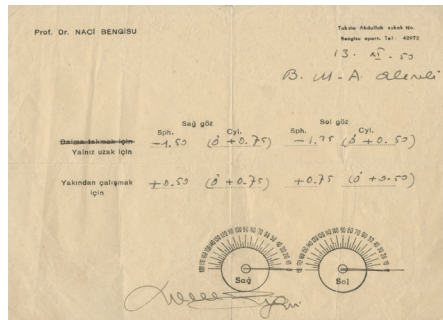 Prof. Dr. NACİ BENGİSU
Taksim Abdullah sokak No.
Bengisu apart. Tel: 42972
13. XI. 50
B. M-A.
Sağ göz Sol göz
Sph. Cyl. Sph. Cyl.
Daima takmak için
Yalnız uzak için -1.50 (0° +0.75) -1.75 (0° +0.50)
Yakından çalışmak için +0.50 (0° +0.75) +0.75 (0° +0.50)
Sağ Sol